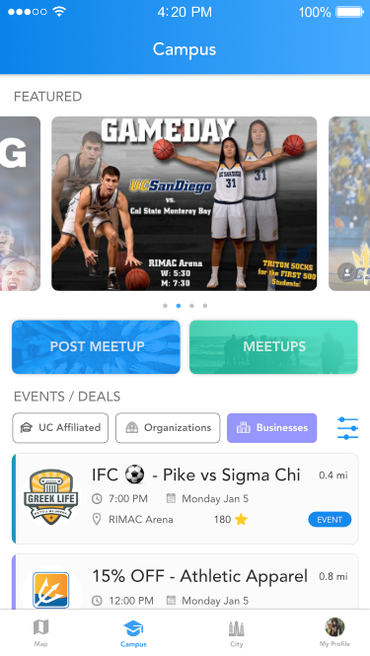 4:20 PM 100%
Campus
FEATURED
G
GAMEDAY
UC SanDiego
vs.
Cal State Monterey Bay
31 31
RIMAC Arena
W: 5:30
M: 7:30
TRITON SOCKS
for the FIRST 500
Students!
POST MEETUP MEETUPS
EVENTS / DEALS
UC Affiliated Organizations Businesses
GREEK LIFE
IFC ⚽ - Pike vs Sigma Chi 0.4 mi
7:00 PM Monday Jan 5
RIMAC Arena 180 ⭐ EVENT
15% OFF - Athletic Apparel 0.8 mi
12:00 PM Monday Jan 5
Map Campus City My Profile